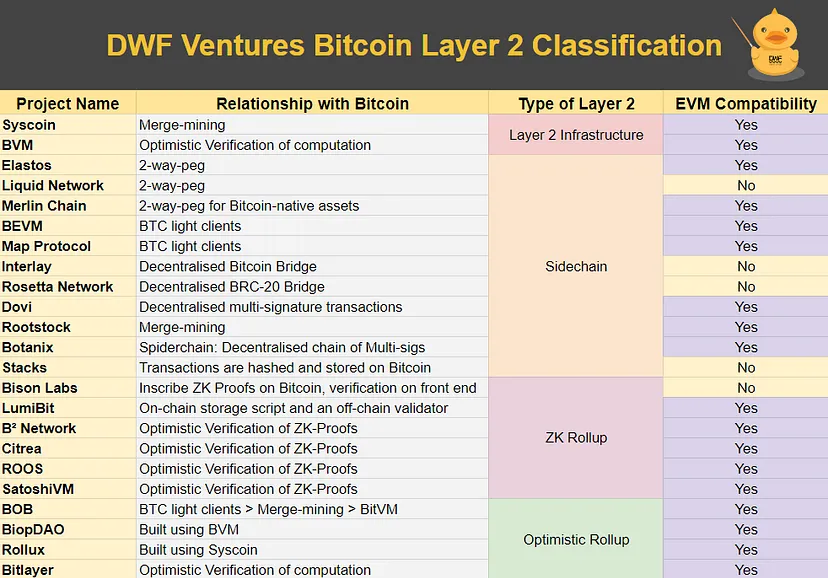 DWF Ventures Bitcoin Layer 2 Classification
DWF
Project Name Relationship with Bitcoin Type of Layer 2 EVM Compatibility
Syscoin Merge-mining Layer 2 Infrastructure Yes
BVM Optimistic Verification of computation Yes
Elastos 2-way-peg Sidechain Yes
Liquid Network 2-way-peg No
Merlin Chain 2-way-peg for Bitcoin-native assets Yes
BEVM BTC light clients Yes
Map Protocol BTC light clients Yes
Interlay Decentralised Bitcoin Bridge No
Rosetta Network Decentralised BRC-20 Bridge No
Dovi Decentralised multi-signature transactions Yes
Rootstock Merge-mining Yes
Botanix Spiderchain: Decentralised chain of Multi-sigs Yes
Stacks Transactions are hashed and stored on Bitcoin No
Bison Labs Inscribe ZK Proofs on Bitcoin, verification on front end ZK Rollup No
LumiBit On-chain storage script and an off-chain validator Yes
B² Network Optimistic Verification of ZK-Proofs Yes
Citrea Optimistic Verification of ZK-Proofs Yes
ROOS Optimistic Verification of ZK-Proofs Yes
SatoshiVM Optimistic Verification of ZK-Proofs Yes
BOB BTC light clients > Merge-mining > BitVM Optimistic Rollup Yes
BiopDAO Built using BVM Yes
Rollux Built using Syscoin Yes
Bitlayer Optimistic Verification of computation Yes